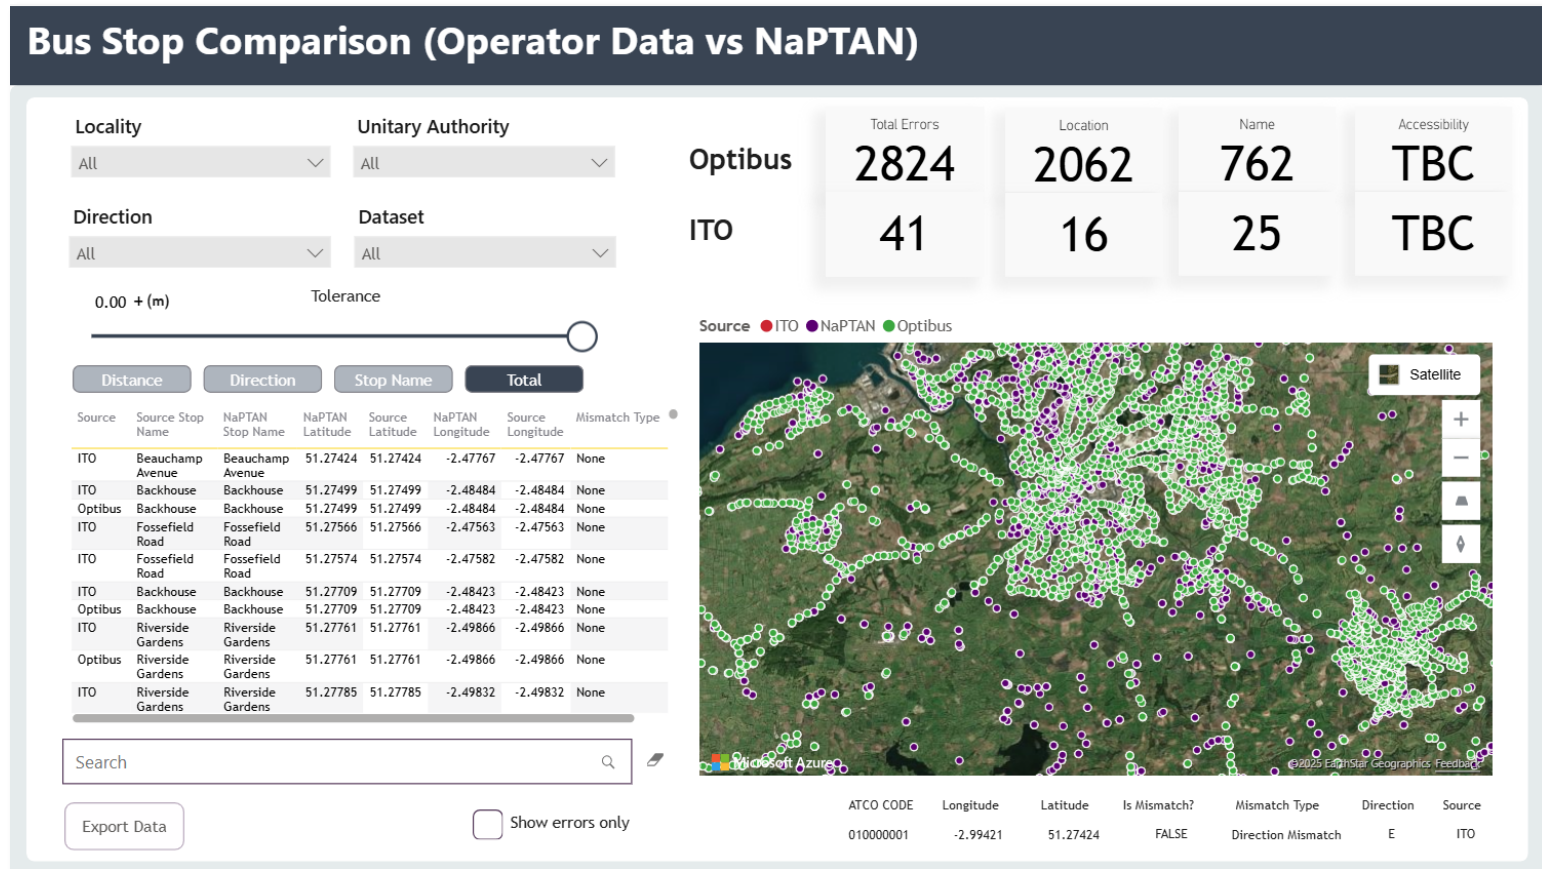 Bus Stop Comparison (Operator Data vs NaPTAN)
Locality
Unitary Authority
All
All
Direction
Dataset
All
All
0.00 + (m)
Tolerance
Distance
Direction
Stop Name
Total
Optibus
Total Errors
2824
Location
2062
Name
762
Accessibility
TBC
ITO
41
16
25
TBC
Source Source Stop Name NaPTAN Stop Name NaPTAN Latitude Source Latitude NaPTAN Longitude Source Longitude Mismatch Type
ITO Beauchamp Avenue Beauchamp Avenue 51.27424 51.27424 -2.47767 -2.47767 None
ITO Backhouse Backhouse 51.27499 51.27499 -2.48484 -2.48484 None
Optibus Backhouse Backhouse 51.27499 51.27499 -2.48484 -2.48484 None
ITO Fossefield Road Fossefield Road 51.27566 51.27566 -2.47563 -2.47563 None
ITO Fossefield Road Fossefield Road 51.27574 51.27574 -2.47582 -2.47582 None
ITO Backhouse Backhouse 51.27709 51.27709 -2.48423 -2.48423 None
Optibus Backhouse Backhouse 51.27709 51.27709 -2.48423 -2.48423 None
ITO Riverside Gardens Riverside Gardens 51.27761 51.27761 -2.49866 -2.49866 None
Optibus Riverside Gardens Riverside Gardens 51.27761 51.27761 -2.49866 -2.49866 None
ITO Riverside Gardens Riverside Gardens 51.27785 51.27785 -2.49832 -2.49832 None
Search
Export Data
Show errors only
Source ITO NaPTAN Optibus
Satellite
Microsoft Azure
©2025 EarthStar Geographics Feedback
ATCO CODE Longitude Latitude Is Mismatch? Mismatch Type Direction Source
010000001 -2.99421 51.27424 FALSE Direction Mismatch E ITO